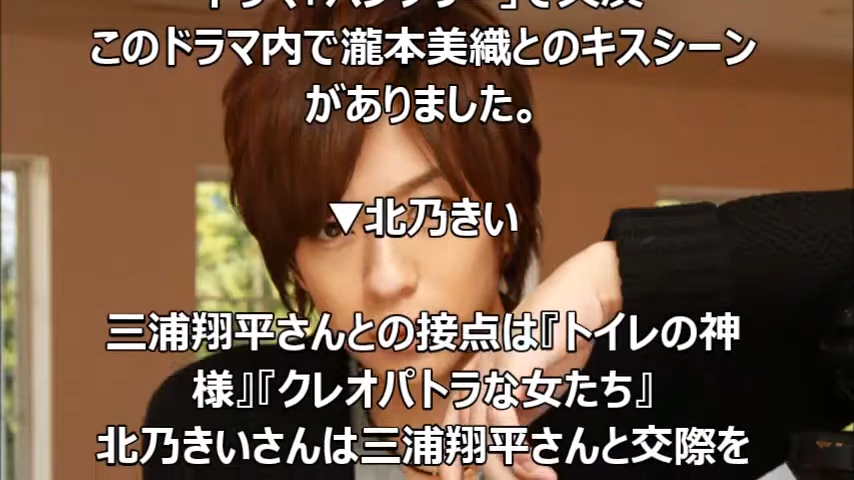 このドラマ内で瀧本美織とのキスシーン
がありました。
▼北乃きい
三浦翔平さんとの接点は『トイレの神
様』『クレオパトラな女たち』
北乃きいさんは三浦翔平さんと交際を